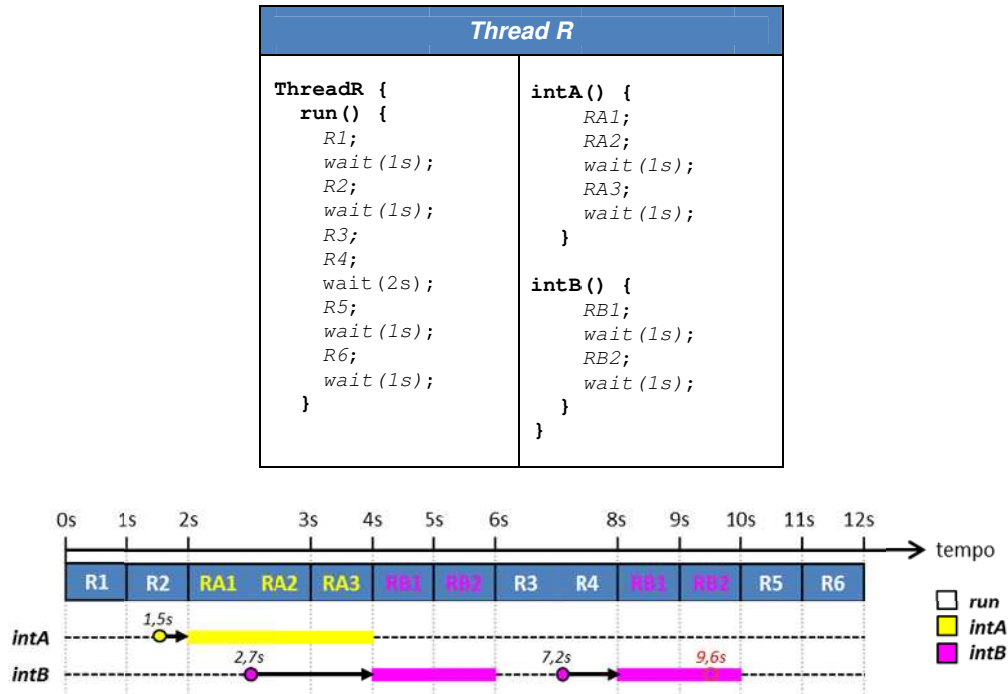 Thread R
ThreadR {
run() {
R1;
wait(1s);
R2;
wait(1s);
R3;
R4;
wait(2s);
R5;
wait(1s);
R6;
wait(1s);
}
intA() {
RA1;
RA2;
wait(1s);
RA3;
wait(1s);
}
intB() {
RB1;
wait(1s);
RB2;
wait(1s);
}
}
0s 1s 2s 3s 4s 5s 6s 8s 9s 10s 11s 12s
tempo
R1 R2 RA1 RA2 RA3 RB1 RB2 R3 R4 RB1 RB2 R5 R6
run
intA
intB
intA 1,5s
intB 2,7s 7,2s 9,6s